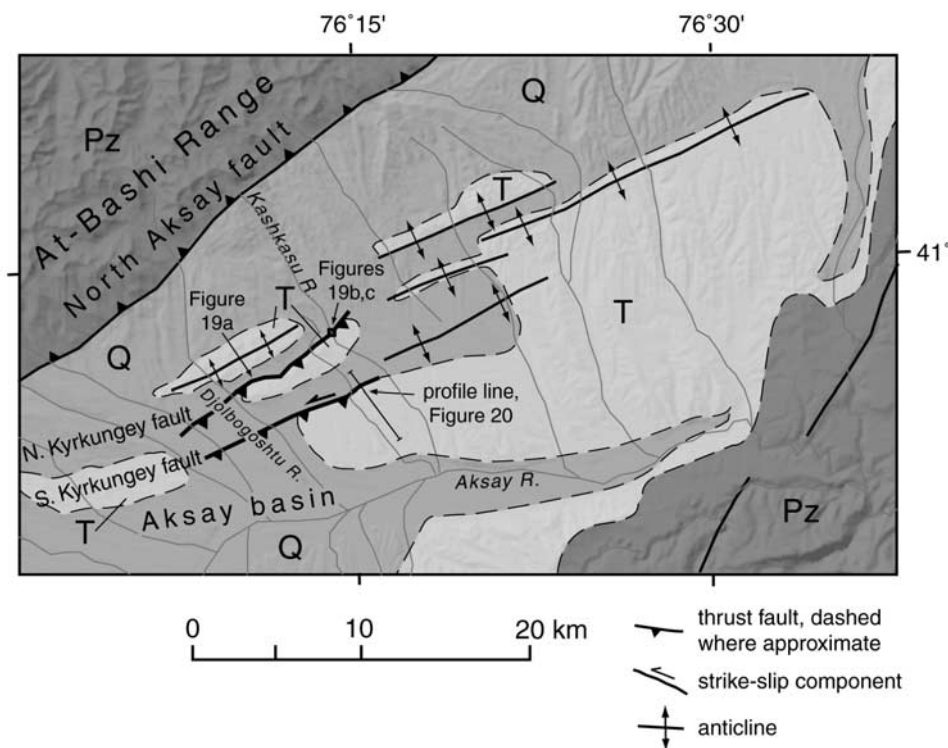 76˚15'
76˚30'
Q
Pz
At-Bashi Range
North Aksay fault
Kashkasu R.
T
41˚
Figures
19b,c
Figure
19a
T
T
Q
profile line,
Figure 20
N. Kyrkungey fault
Djolbogoshtu R.
S. Kyrkungey fault
Aksay R.
T
Aksay basin
Pz
Q
0
10
20 km
thrust fault, dashed
where approximate
strike-slip component
anticline